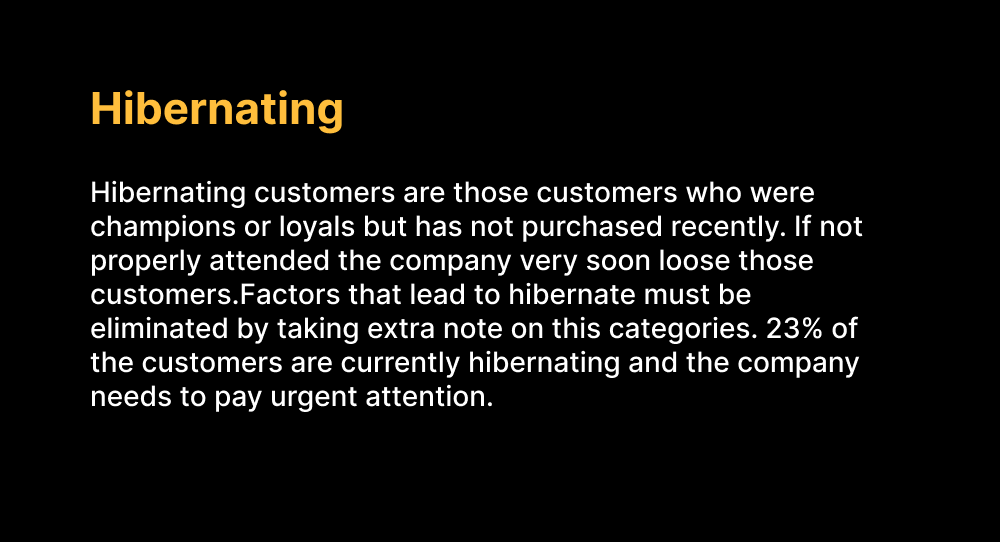 Hibernating
Hibernating customers are those customers who were
champions or loyals but has not purchased recently. If not
properly attended the company very soon loose those
customers.Factors that lead to hibernate must be
eliminated by taking extra note on this categories. 23% of
the customers are currently hibernating and the company
needs to pay urgent attention.